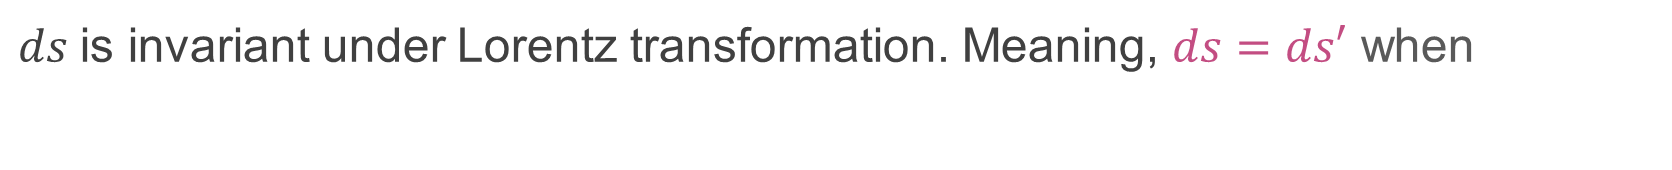 ds is invariant under Lorentz transformation. Meaning, ds = ds′ when